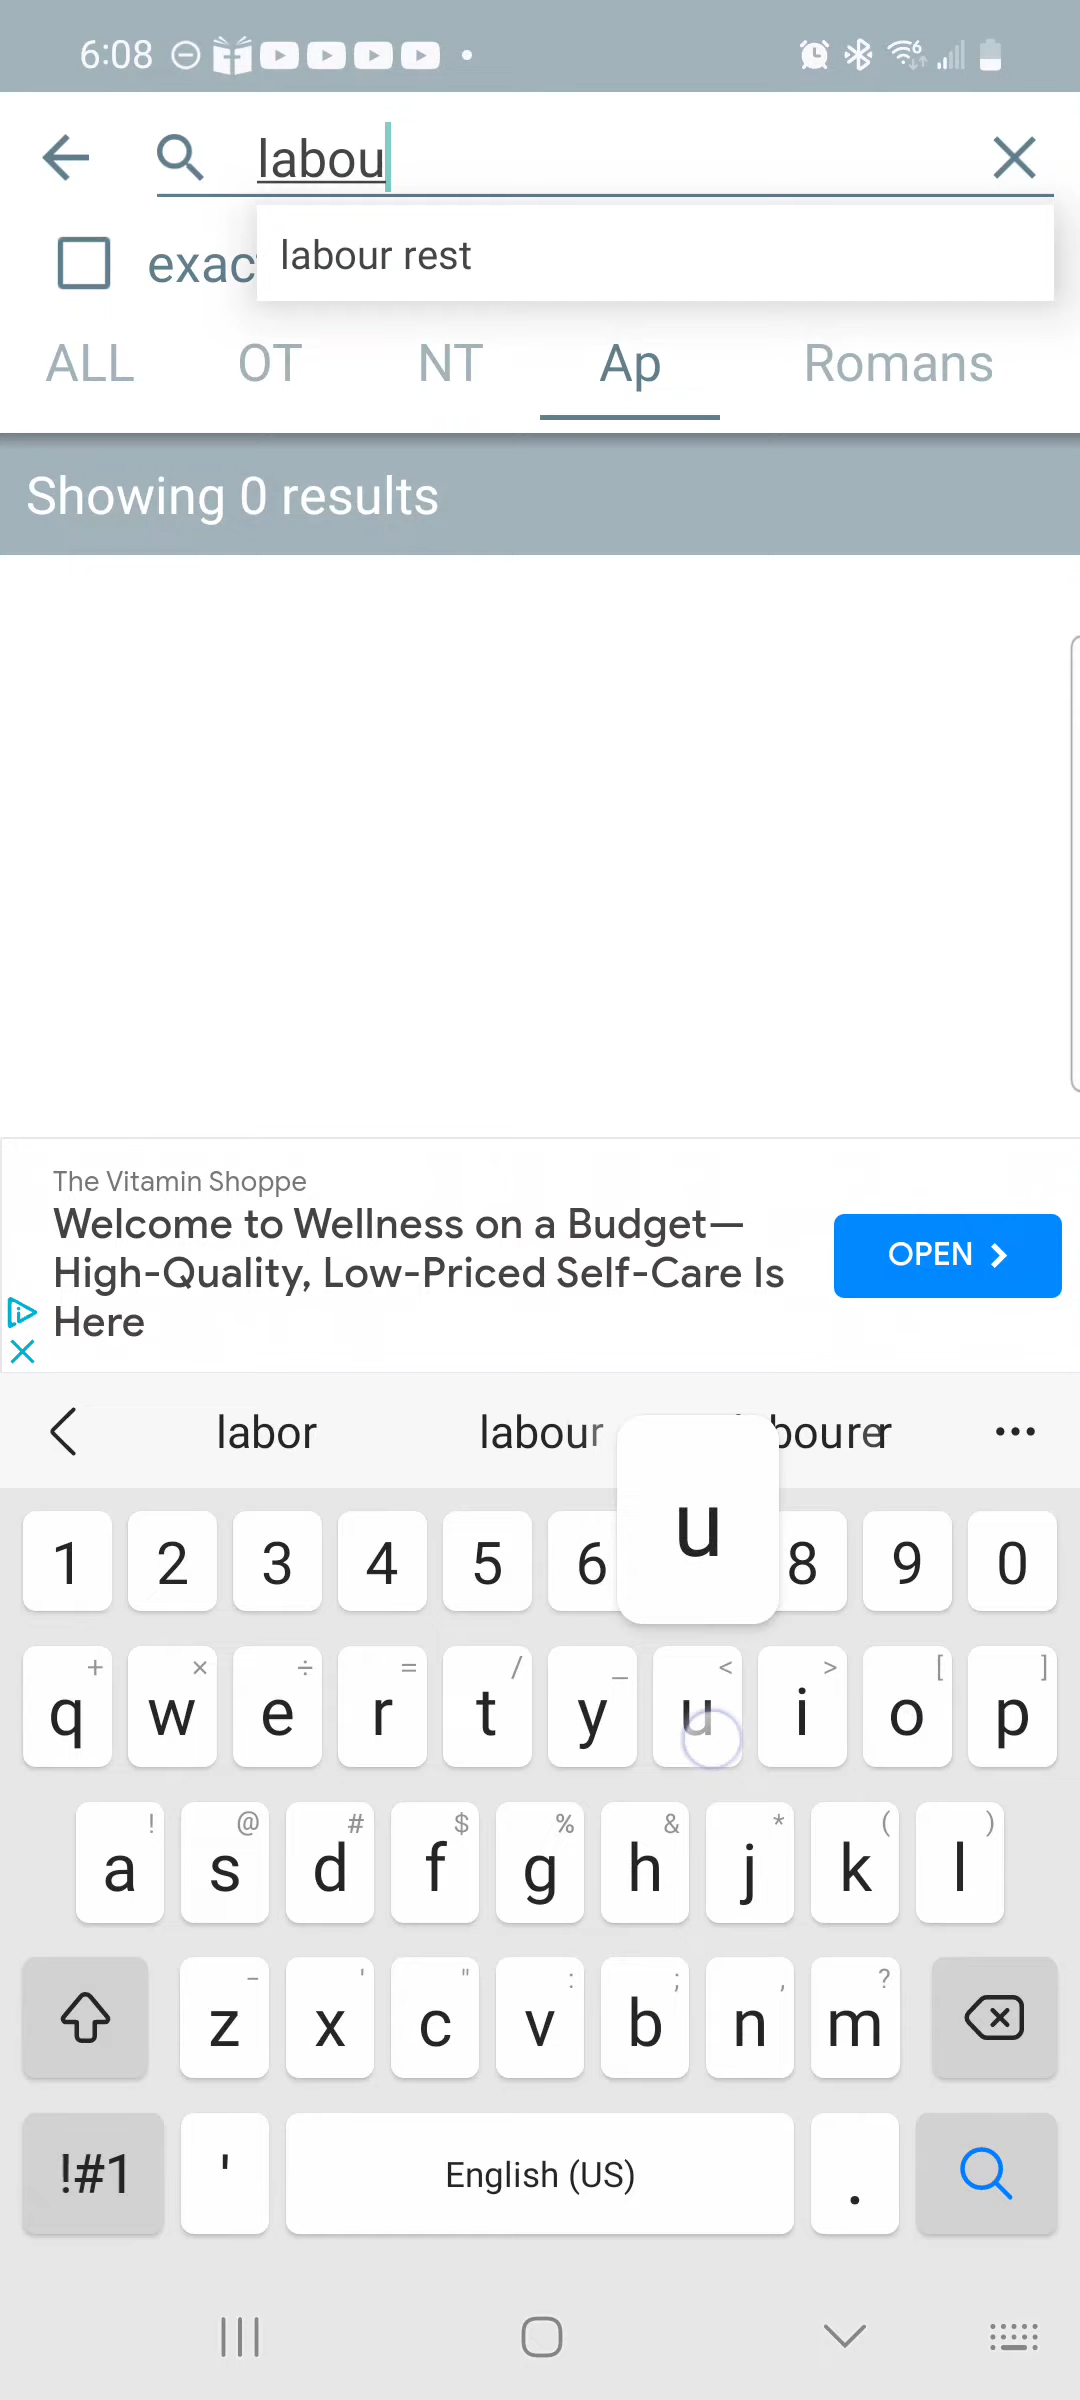 6:08
labou
exac
labour rest
ALL OT NT Ap Romans
Showing 0 results
The Vitamin Shoppe
Welcome to Wellness on a Budget—
High-Quality, Low-Priced Self-Care Is
Here
OPEN
labor labour bourer
u
1 2 3 4 5 6 8 9 0
+ × ÷ = / _ < > [ ]
q w e r t y u i o p
! @ # $ % & * ( )
a s d f g h j k l
- ' " : ; , ?
z x c v b n m
!#1 ' English (US) .